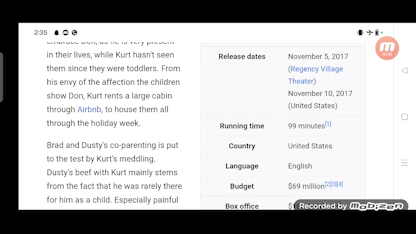 2:35
embrace Don, as he is very present
in their lives, while Kurt hasn't seen
them since they were toddlers. From
his envy of the affection the children
show Don, Kurt rents a large cabin
through Airbnb, to house them all
through the holiday week.
Brad and Dusty's co-parenting is put
to the test by Kurt's meddling.
Dusty's beef with Kurt mainly stems
from the fact that he was rarely there
for him as a child. Especially painful
Release dates
November 5, 2017
(Regency Village
Theater)
November 10, 2017
(United States)
Running time
99 minutes[1]
Country
United States
Language
English
Budget
$69 million[2][3][4]
Box office
Recorded by Mobizen